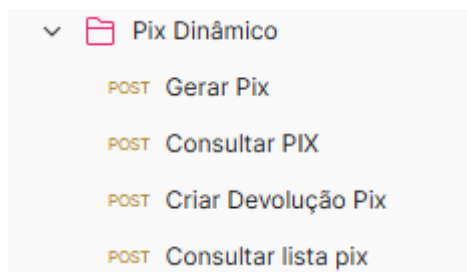 Pix Dinâmico
POST Gerar Pix
POST Consultar PIX
POST Criar Devolução Pix
POST Consultar lista pix